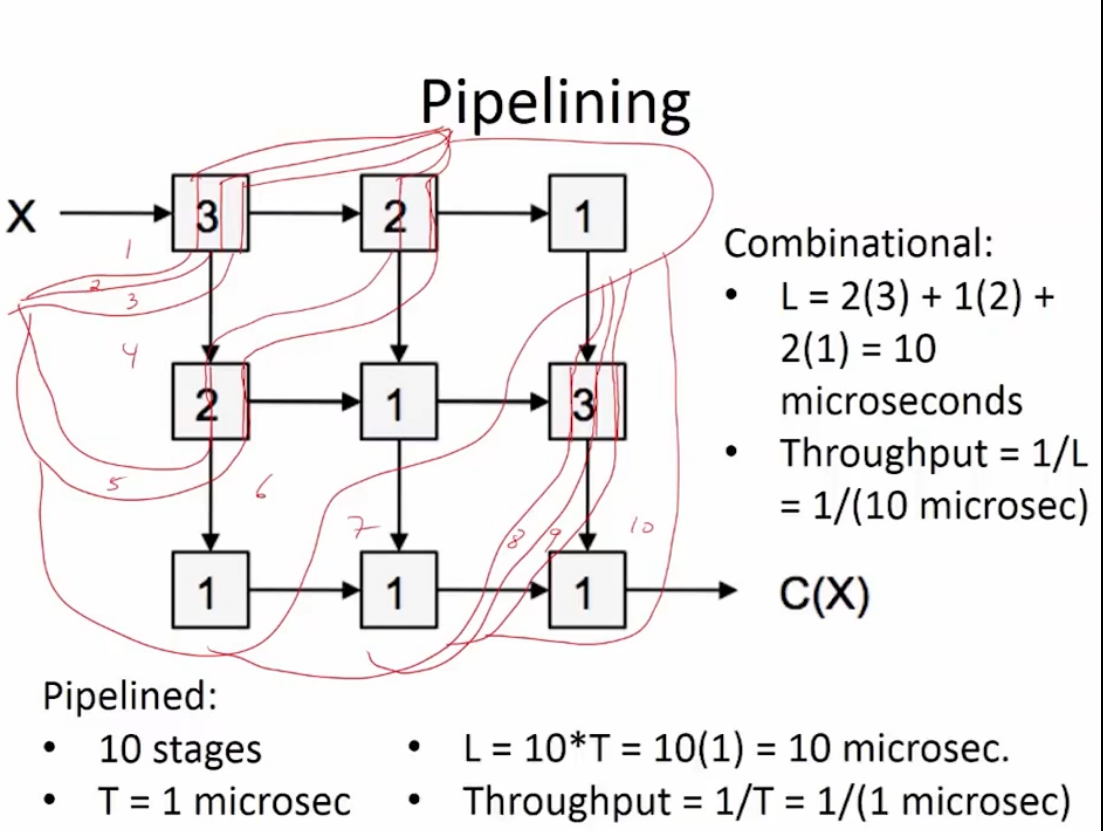 Pipelining
X
3
2
1
1
2
3
4
2
1
3
5
6
7
8
9
10
1
1
1
C(X)
Combinational:
• L = 2(3) + 1(2) +
2(1) = 10
microseconds
• Throughput = 1/L
= 1/(10 microsec)
Pipelined:
• 10 stages
• T = 1 microsec
• L = 10*T = 10(1) = 10 microsec.
• Throughput = 1/T = 1/(1 microsec)